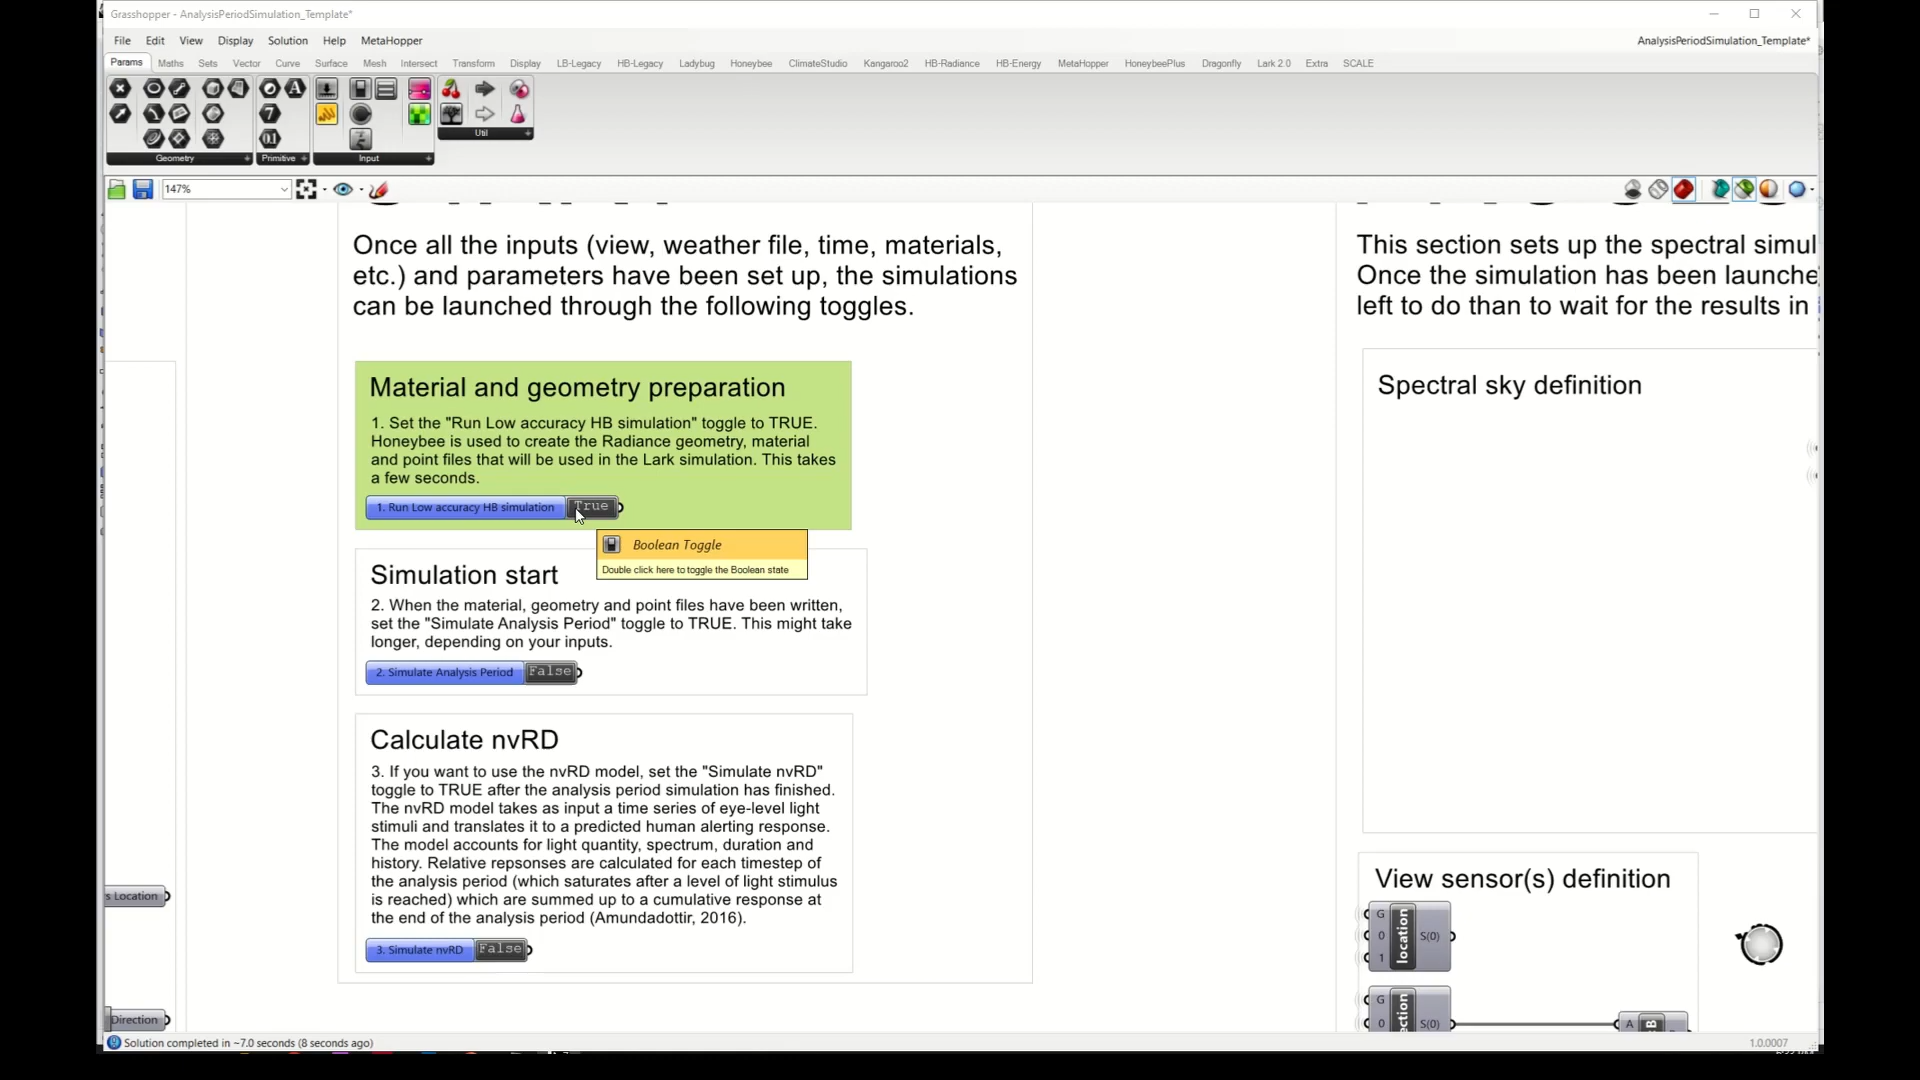 Grasshopper - AnalysisPeriodSimulation_Template*
File Edit View Display Solution Help MetaHopper
AnalysisPeriodSimulation_Template*
Params Maths Sets Vector Curve Surface Mesh Intersect Transform Display LB-Legacy HB-Legacy Ladybug Honeybee ClimateStudio Kangaroo2 HB-Radiance HB-Energy MetaHopper HoneybeePlus Dragonfly Lark 2.0 Extra SCALE
Geometry
Primitive
Input
Util
147%
Once all the inputs (view, weather file, time, materials,
etc.) and parameters have been set up, the simulations
can be launched through the following toggles.
Material and geometry preparation
1. Set the "Run Low accuracy HB simulation" toggle to TRUE.
Honeybee is used to create the Radiance geometry, material
and point files that will be used in the Lark simulation. This takes
a few seconds.
1. Run Low accuracy HB simulation True
Boolean Toggle
Double click here to toggle the Boolean state
Simulation start
2. When the material, geometry and point files have been written,
set the "Simulate Analysis Period" toggle to TRUE. This might take
longer, depending on your inputs.
2. Simulate Analysis Period False
Calculate nvRD
3. If you want to use the nvRD model, set the "Simulate nvRD"
toggle to TRUE after the analysis period simulation has finished.
The nvRD model takes as input a time series of eye-level light
stimuli and translates it to a predicted human alerting response.
The model accounts for light quantity, spectrum, duration and
history. Relative repsonses are calculated for each timestep of
the analysis period (which saturates after a level of light stimulus
is reached) which are summed up to a cumulative response at
the end of the analysis period (Amundadottir, 2016).
3. Simulate nvRD False
s Location
Direction
This section sets up the spectral simul
Once the simulation has been launche
left to do than to wait for the results in
Spectral sky definition
View sensor(s) definition
G
0
1
location
S(0)
G
0
ection
S(0)
A
B
Solution completed in ~7.0 seconds (8 seconds ago)
1.0.0007